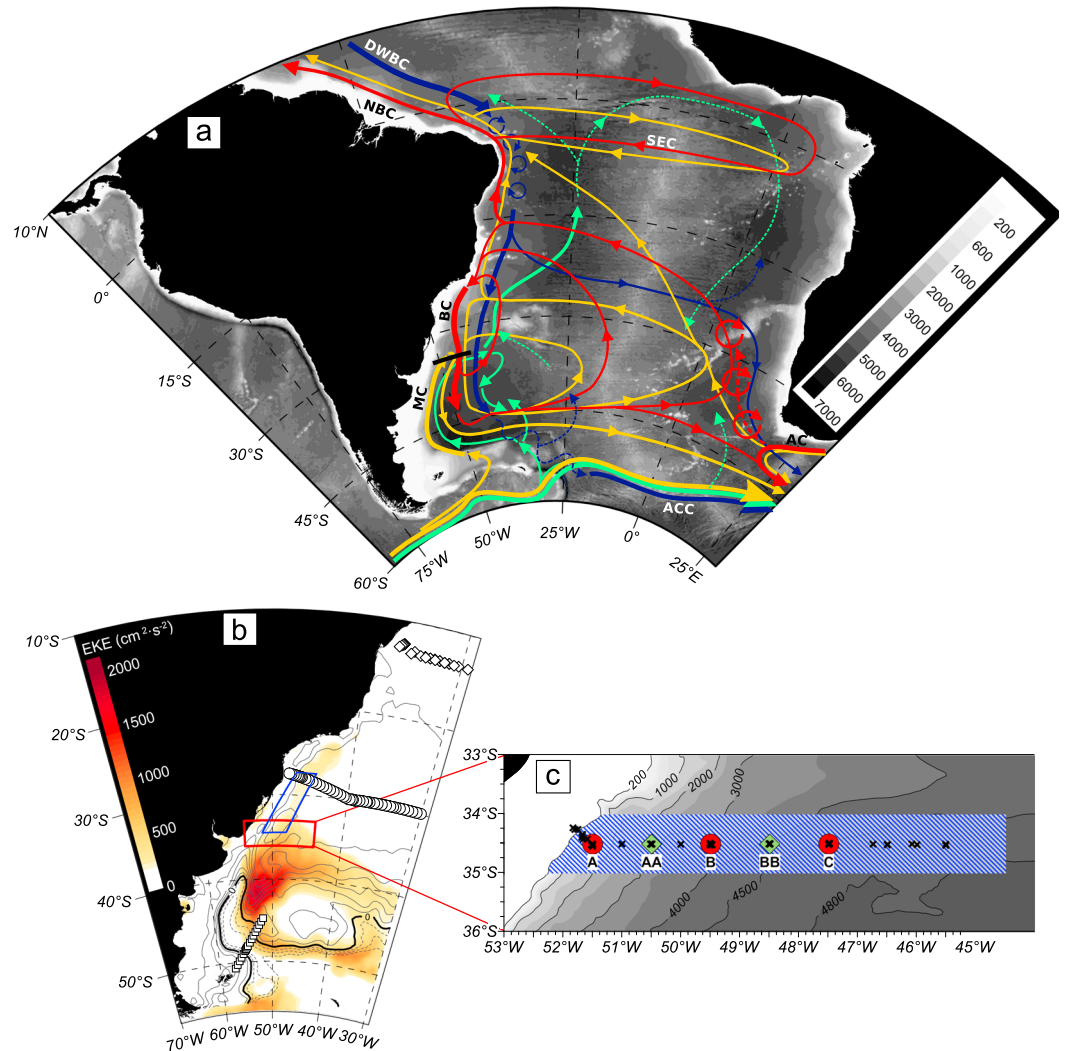 a
DWBC
NBC
SEC
BC
MC
AC
ACC
10°N
0°
15°S
30°S
45°S
60°S
75°W
50°W
25°W
0°
25°E
200
600
1000
2000
3000
4000
5000
6000
7000
b
EKE (cm²·s⁻²)
2000
1500
1000
500
0
10°S
20°S
30°S
40°S
50°S
70°W
60°W
50°W
40°W
30°W
0
0
c
33°S
34°S
35°S
36°S
200
1000
2000
3000
4000
4500
4800
A
AA
B
BB
C
53°W
52°W
51°W
50°W
49°W
48°W
47°W
46°W
45°W